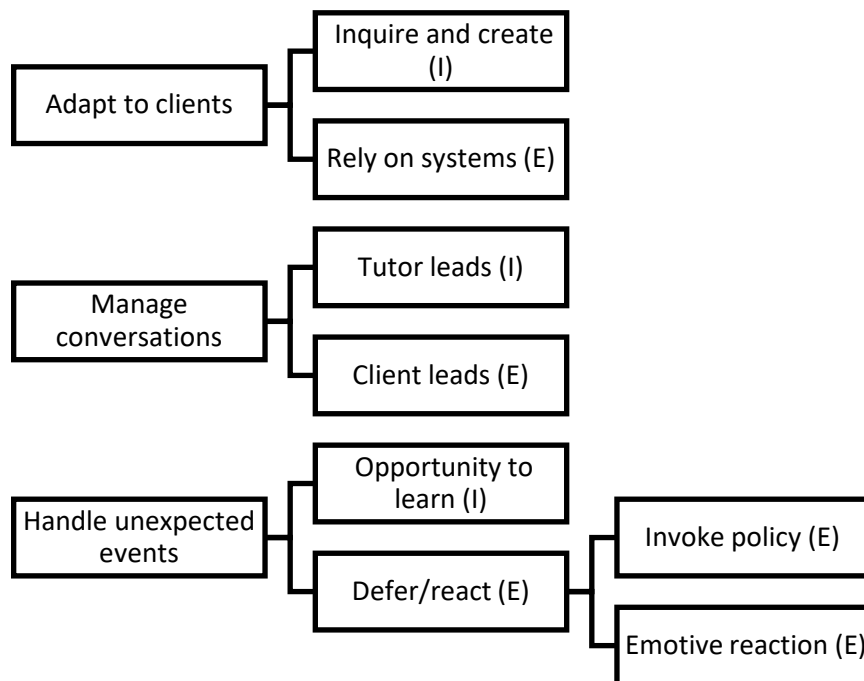 Inquire and create
(I)
Adapt to clients
Rely on systems (E)
Tutor leads (I)
Manage
conversations
Client leads (E)
Opportunity to
learn (I)
Handle unexpected
events
Defer/react (E)
Invoke policy (E)
Emotive reaction (E)